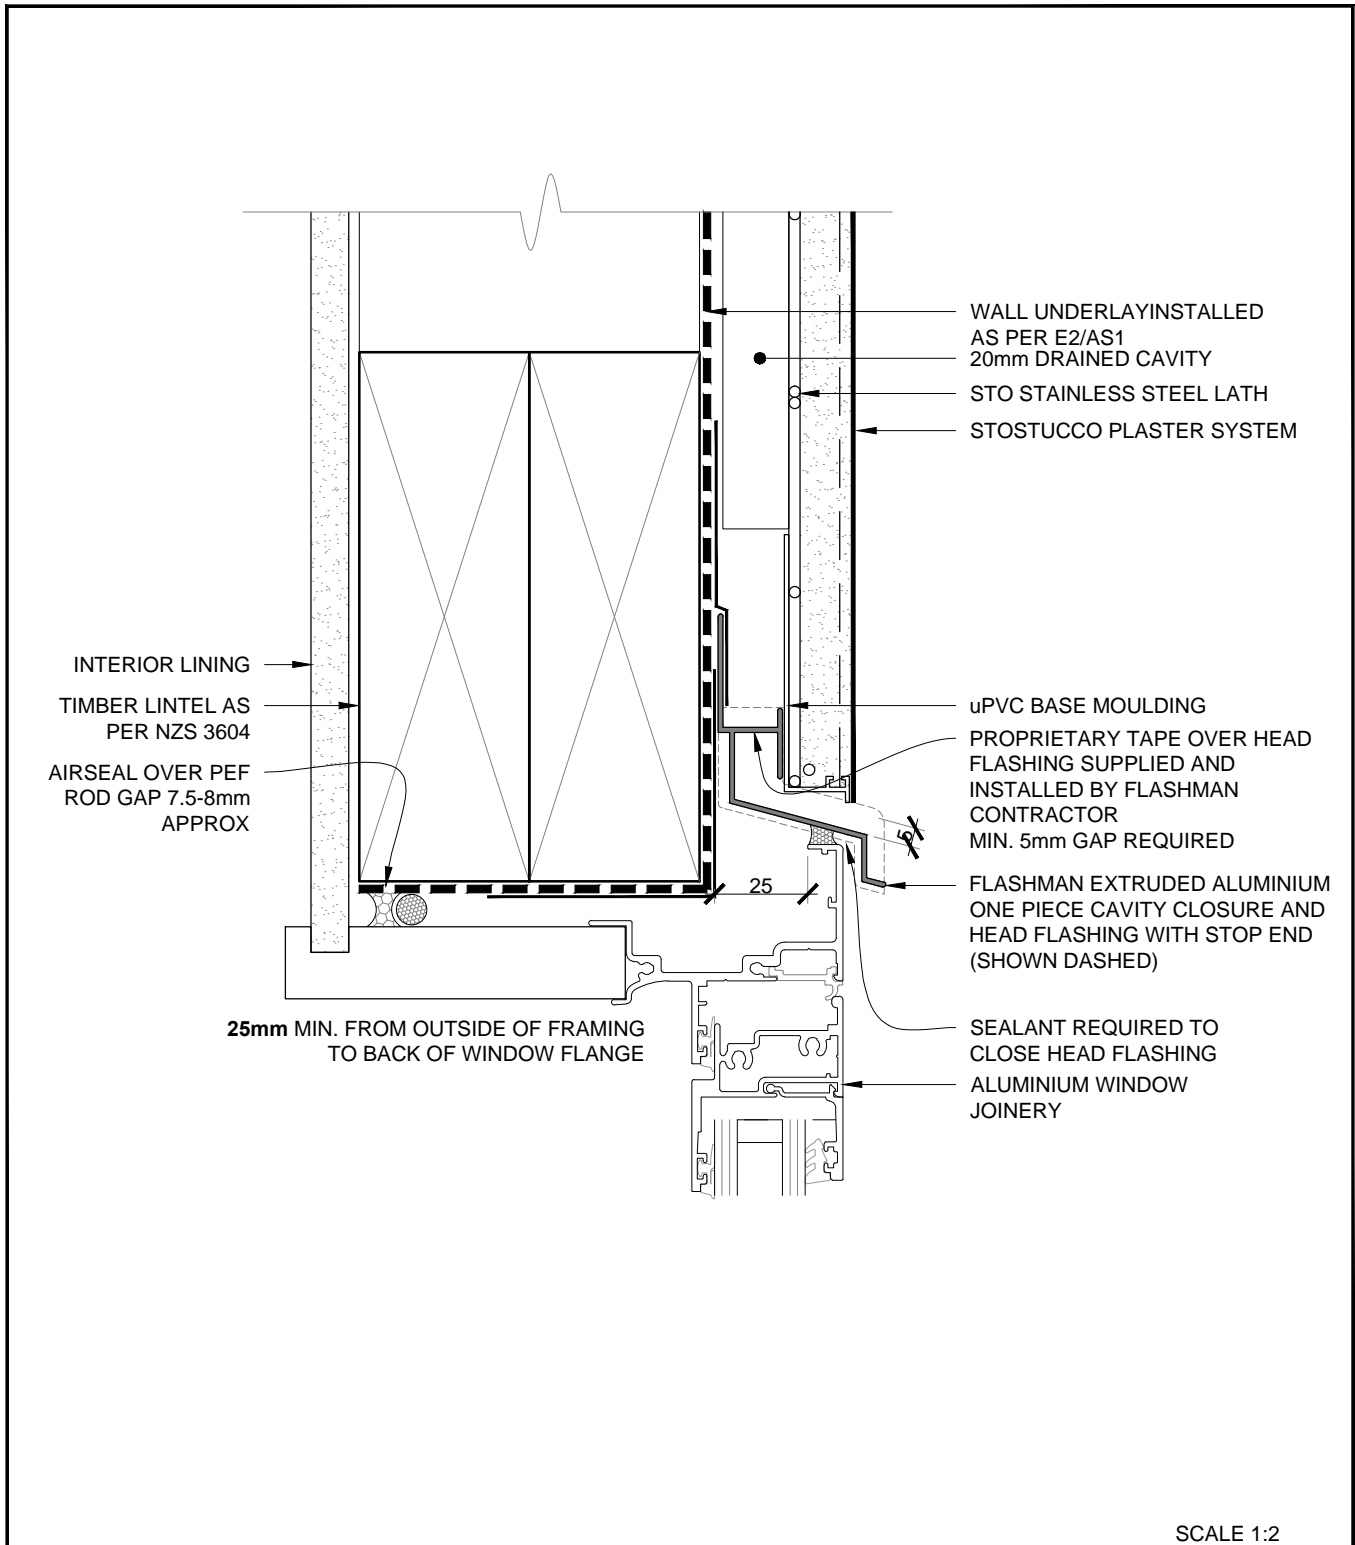 WALL UNDERLAYINSTALLED
AS PER E2/AS1
20mm DRAINED CAVITY
STO STAINLESS STEEL LATH
STOSTUCCO PLASTER SYSTEM
INTERIOR LINING
TIMBER LINTEL AS
PER NZS 3604
AIRSEAL OVER PEF
ROD GAP 7.5-8mm
APPROX
uPVC BASE MOULDING
PROPRIETARY TAPE OVER HEAD
FLASHING SUPPLIED AND
INSTALLED BY FLASHMAN
CONTRACTOR
MIN. 5mm GAP REQUIRED
5
25
FLASHMAN EXTRUDED ALUMINIUM
ONE PIECE CAVITY CLOSURE AND
HEAD FLASHING WITH STOP END
(SHOWN DASHED)
25mm MIN. FROM OUTSIDE OF FRAMING
TO BACK OF WINDOW FLANGE
SEALANT REQUIRED TO
CLOSE HEAD FLASHING
ALUMINIUM WINDOW
JOINERY
SCALE 1:2